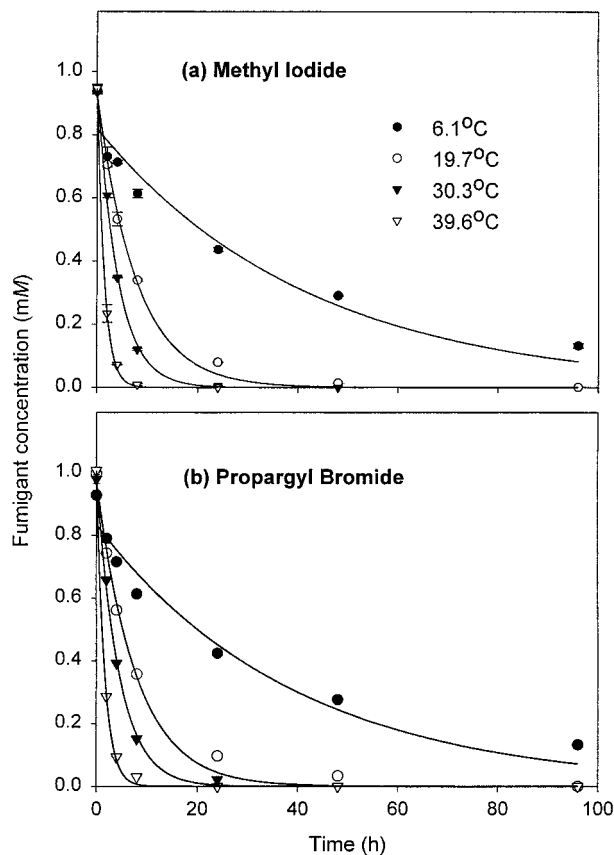 (a) Methyl Iodide
6.1°C
19.7°C
30.3°C
39.6°C
1.0
0.8
0.6
0.4
0.2
0.0
Fumigant concentration (mM)
(b) Propargyl Bromide
1.0
0.8
0.6
0.4
0.2
0.0
0 20 40 60 80 100
Time (h)